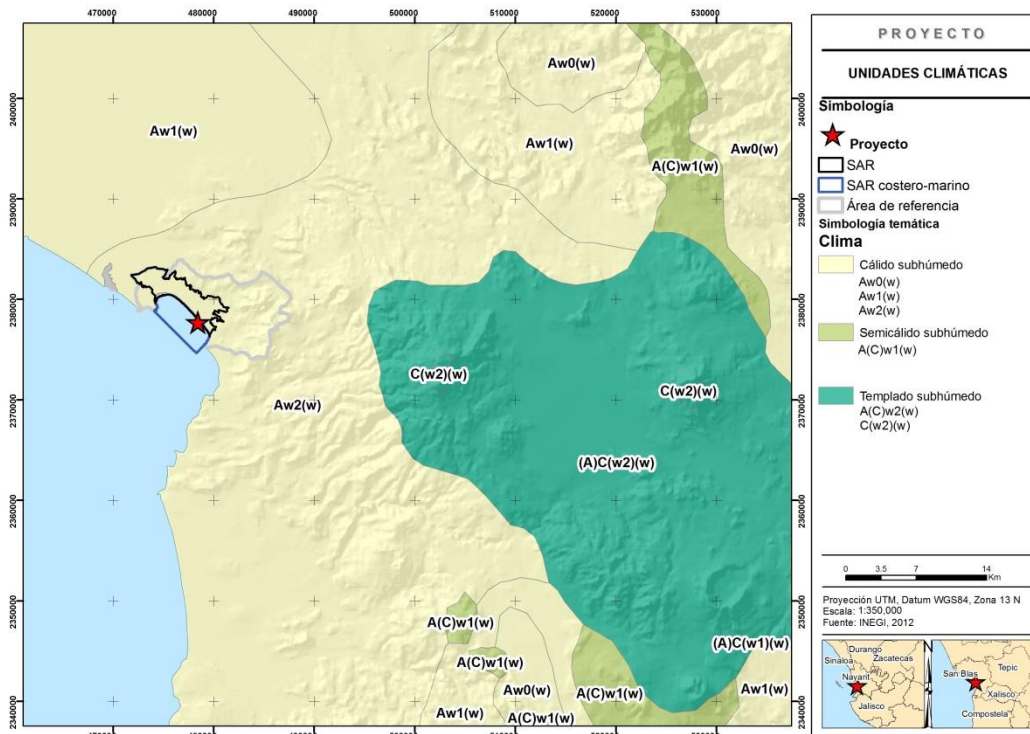 470000 480000 490000 500000 510000 520000 530000
2400000
2390000
2380000
2370000
2360000
2350000
2340000
Aw0(w)
Aw1(w)
Aw1(w)
Aw0(w)
A(C)w1(w)
C(w2)(w)
C(w2)(w)
Aw2(w)
(A)C(w2)(w)
A(C)w1(w)
(A)C(w1)(w)
A(C)w1(w)
Aw0(w)
A(C)w1(w)
Aw1(w)
Aw1(w)
A(C)w1(w)
PROYECTO
UNIDADES CLIMÁTICAS
Simbología
Proyecto
SAR
SAR costero-marino
Área de referencia
Simbología temática
Clima
Cálido subhúmedo
Aw0(w)
Aw1(w)
Aw2(w)
Semicálido subhúmedo
A(C)w1(w)
Templado subhúmedo
A(C)w2(w)
C(w2)(w)
0 3.5 7 14
Km
Proyección UTM, Datum WGS84, Zona 13 N
Escala: 1:350,000
Fuente: INEGI, 2012
Durango
Sinaloa
Zacatecas
Nayarit
Jalisco
Tepic
San Blas
Xalisco
Compostela